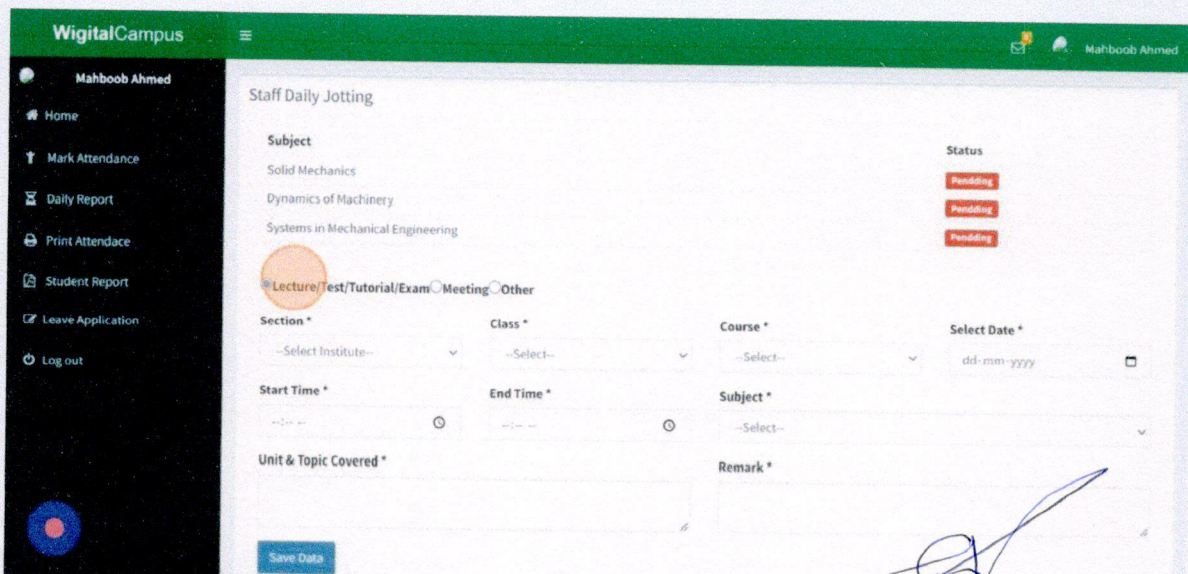 WigitalCampus
Mahboob Ahmed
Mahboob Ahmed
Home
Mark Attendance
Daily Report
Print Attendace
Student Report
Leave Application
Log out
Staff Daily Jotting
Subject Status
Solid Mechanics Pendding
Dynamics of Machinery Pendding
Systems in Mechanical Engineering Pendding
Lecture/Test/Tutorial/Exam Meeting Other
Section * Class * Course * Select Date *
--Select Institute-- --Select-- --Select-- dd-mm-yyyy
Start Time * End Time * Subject *
--:-- -- --:-- -- --Select--
Unit & Topic Covered * Remark *
Save Data